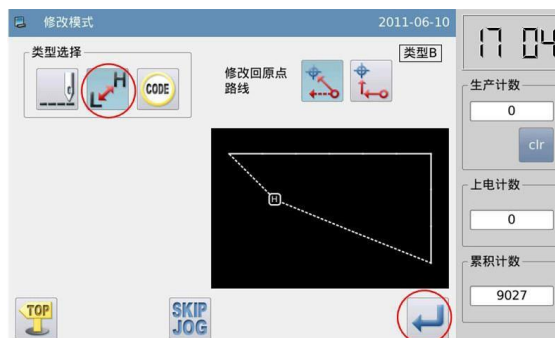 修改模式
2011-06-10
类型选择
L H
CODE
修改回原点
路线
类型B
H
TOP
SKIP
JOG
17 04
生产计数
0
clr
上电计数
0
累积计数
9027